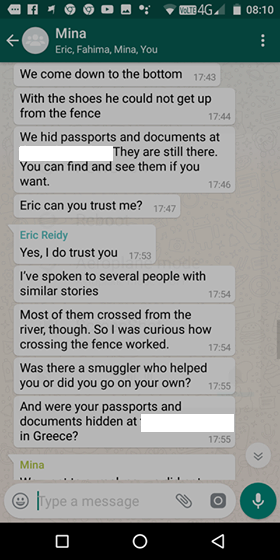 VoLTE 4G 08:10
Mina
Eric, Fahima, Mina, You
We come down to the bottom
17:43
With the shoes he could not get up
from the fence 17:44
We hid passports and documents at
They are still there.
You can find and see them if you
want. 17:46
Eric can you trust me? 17:47
Eric Reidy
Yes, I do trust you 17:53
I've spoken to several people with
similar stories 17:54
Most of them crossed from the
river, though. So I was curious how
crossing the fence worked. 17:54
Was there a smuggler who helped
you or did you go on your own? 17:55
And were your passports and
documents hidden at
in Greece? 17:55
Mina
Type a message